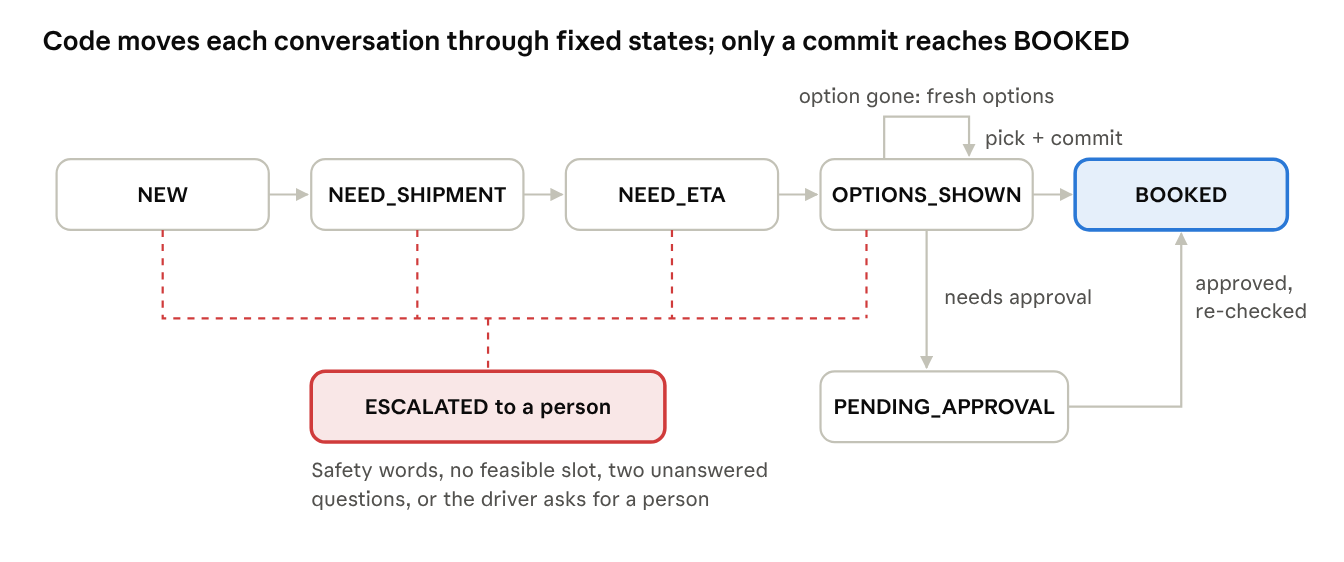 Code moves each conversation through fixed states; only a commit reaches BOOKED
option gone: fresh options
pick + commit
NEW
NEED_SHIPMENT
NEED_ETA
OPTIONS_SHOWN
BOOKED
needs approval
approved,
re-checked
ESCALATED to a person
PENDING_APPROVAL
Safety words, no feasible slot, two unanswered
questions, or the driver asks for a person